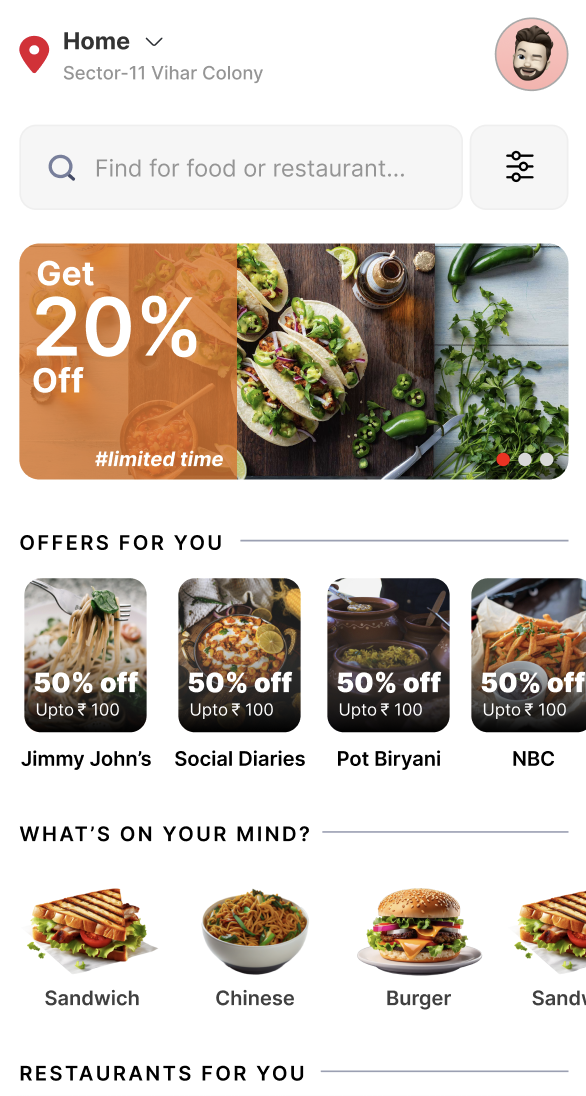 Home
Sector-11 Vihar Colony
Find for food or restaurant...
Get
20%
Off
#limited time
OFFERS FOR YOU
50% off 50% off 50% off 50% off
Upto ₹ 100 Upto ₹ 100 Upto ₹ 100 Upto ₹ 100
Jimmy John’s Social Diaries Pot Biryani NBC
WHAT’S ON YOUR MIND?
Sandwich Chinese Burger Sandw
RESTAURANTS FOR YOU